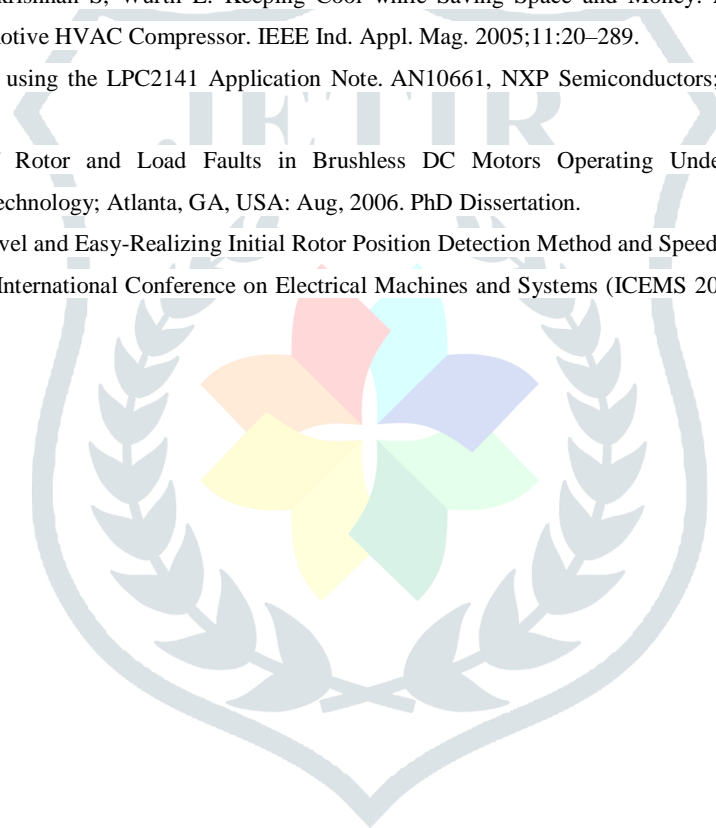 krishnan S, Wurth L. Keeping Cool while Saving Space and Money:
otive HVAC Compressor. IEEE Ind. Appl. Mag. 2005;11:20–289.
using the LPC2141 Application Note. AN10661, NXP Semiconductors;
JETIR
Rotor and Load Faults in Brushless DC Motors Operating Unde
echnology; Atlanta, GA, USA: Aug, 2006. PhD Dissertation.
vel and Easy-Realizing Initial Rotor Position Detection Method and Speed
International Conference on Electrical Machines and Systems (ICEMS 20